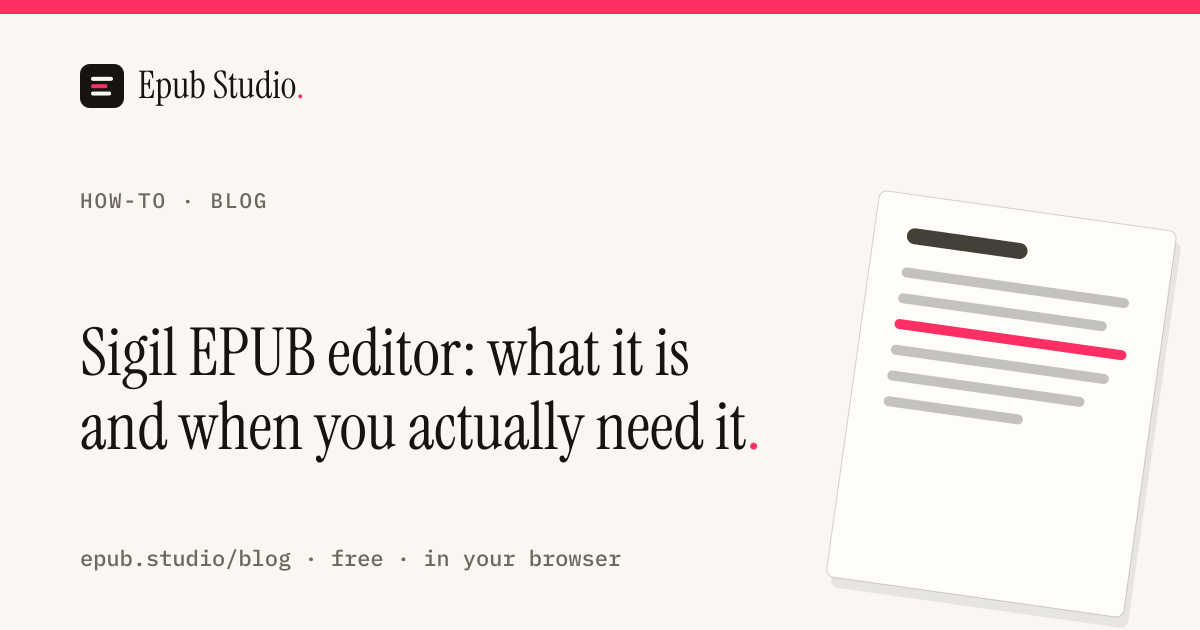 Epub Studio.
HOW-TO · BLOG
Sigil EPUB editor: what it is
and when you actually need it.
epub.studio/blog · free · in your browser